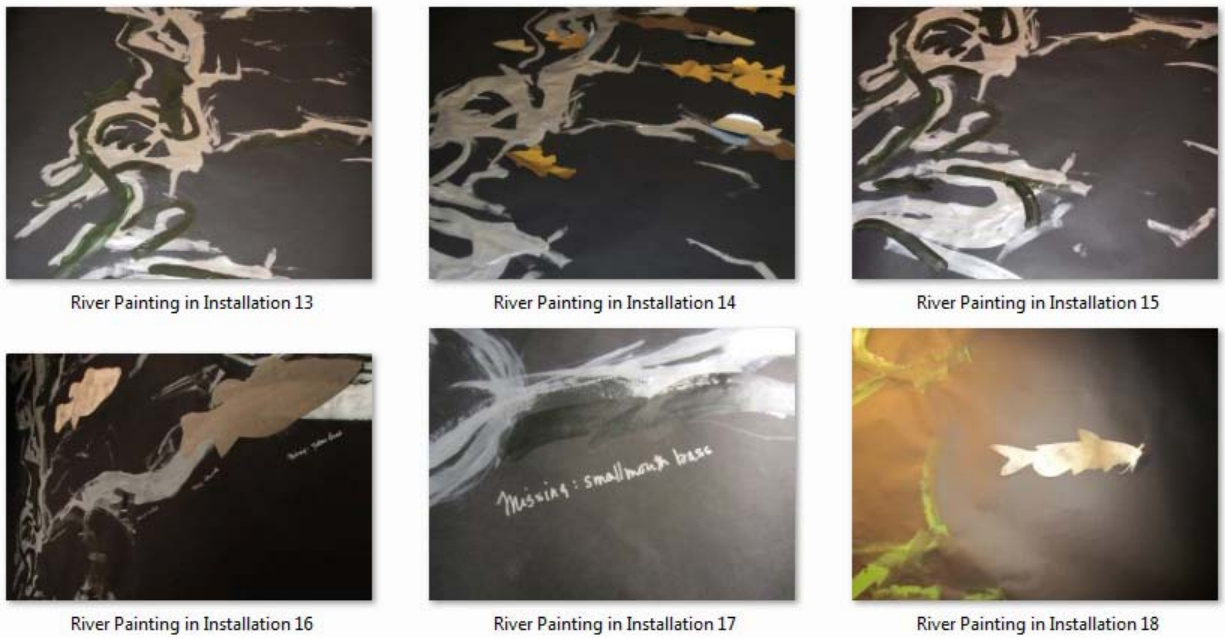 River Painting in Installation 13
River Painting in Installation 14
River Painting in Installation 15
Missing: smallmouth bass
River Painting in Installation 16
River Painting in Installation 17
River Painting in Installation 18